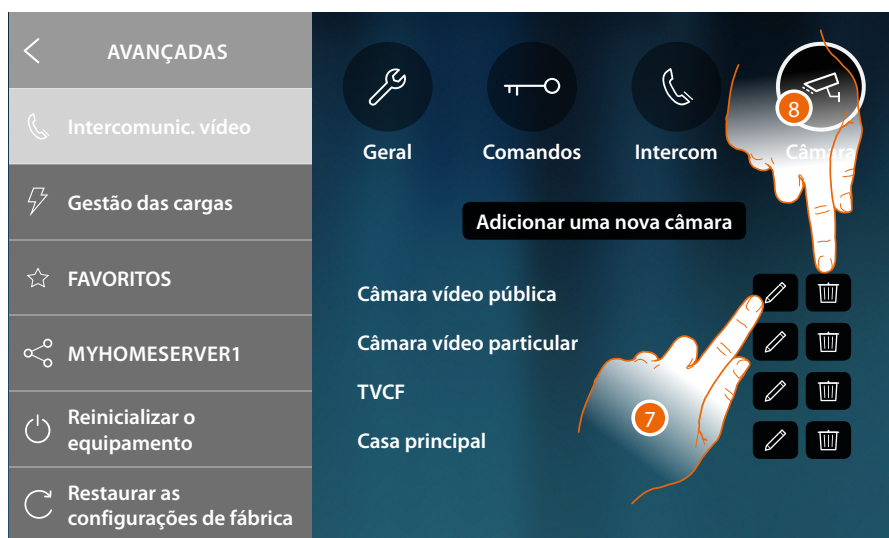 AVANÇADAS
Intercomunic. vídeo
Gestão das cargas
FAVORITOS
MYHOMESERVER1
Reinicializar o
equipamento
Restaurar as
configurações de fábrica
Geral
Comandos
Intercom
Câmara
8
Adicionar uma nova câmara
Câmara vídeo pública
Câmara vídeo particular
TVCF
Casa principal
7